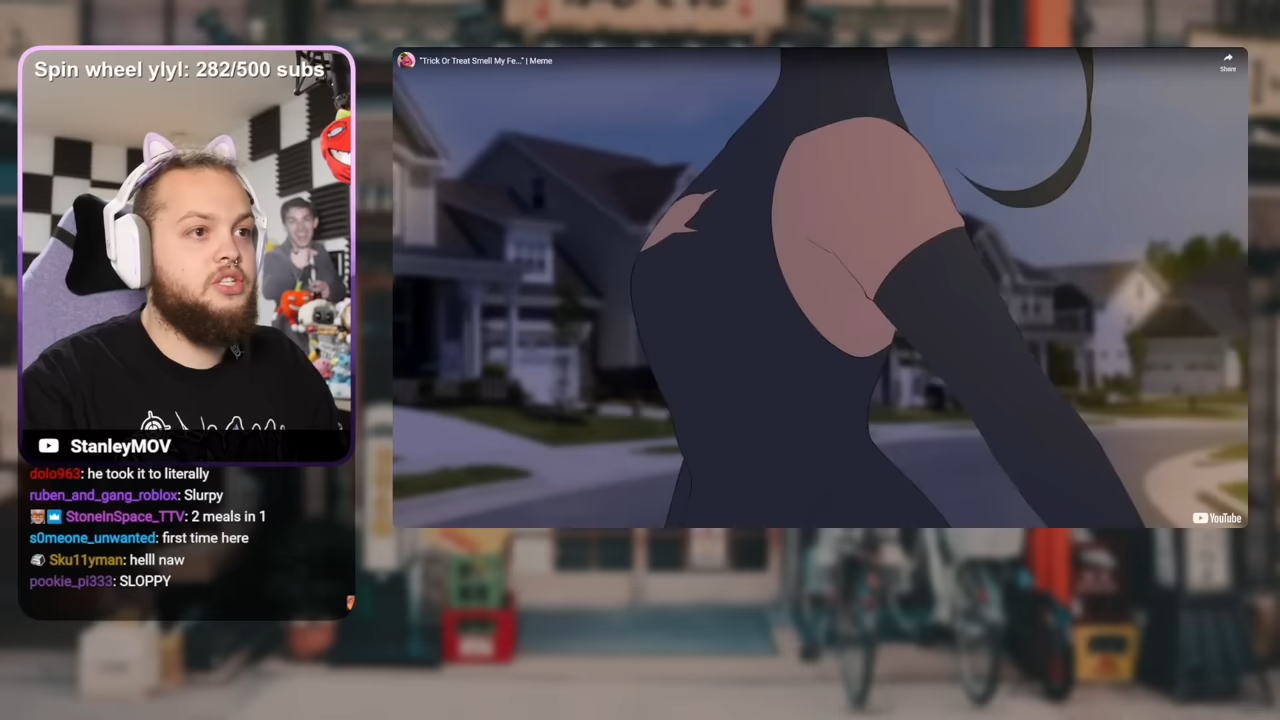 Spin wheel ylyl: 282/500 subs
StanleyMOV
dolo963: he took it to literally
ruben_and_gang_roblox: Slurpy
StoneInSpace_TTV: 2 meals in 1
s0meone_unwanted: first time here
Sku11yman: helll naw
pookie_pi333: SLOPPY
"Trick Or Treat Smell My Fe..." | Meme
Share
YouTube